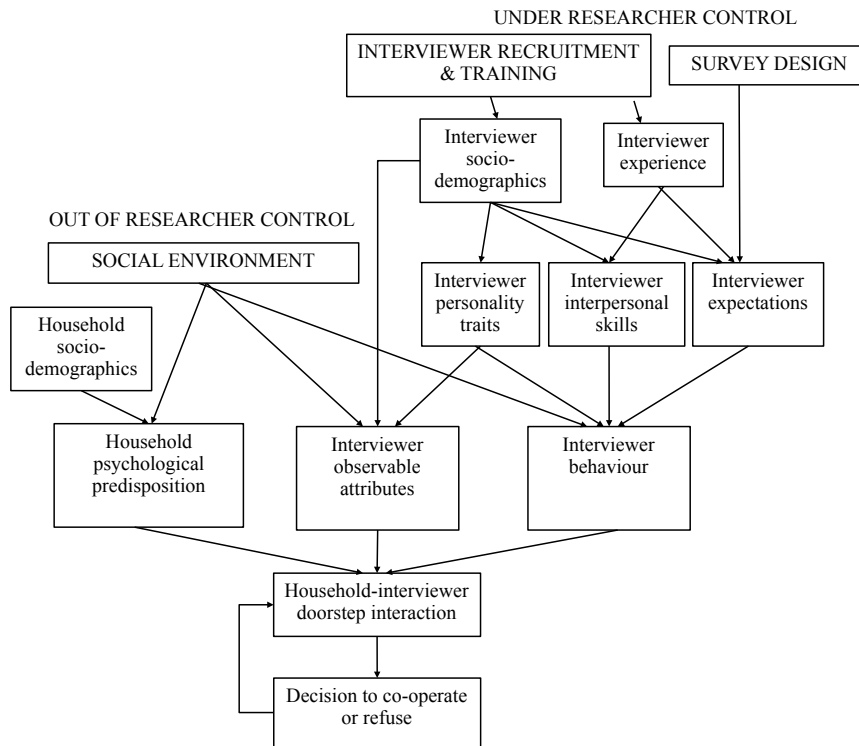 UNDER RESEARCHER CONTROL
INTERVIEWER RECRUITMENT
& TRAINING
SURVEY DESIGN
Interviewer
socio-
demographics
Interviewer
experience
OUT OF RESEARCHER CONTROL
SOCIAL ENVIRONMENT
Interviewer
personality
traits
Interviewer
interpersonal
skills
Interviewer
expectations
Household
socio-
demographics
Household
psychological
predisposition
Interviewer
observable
attributes
Interviewer
behaviour
Household-interviewer
doorstep interaction
Decision to co-operate
or refuse